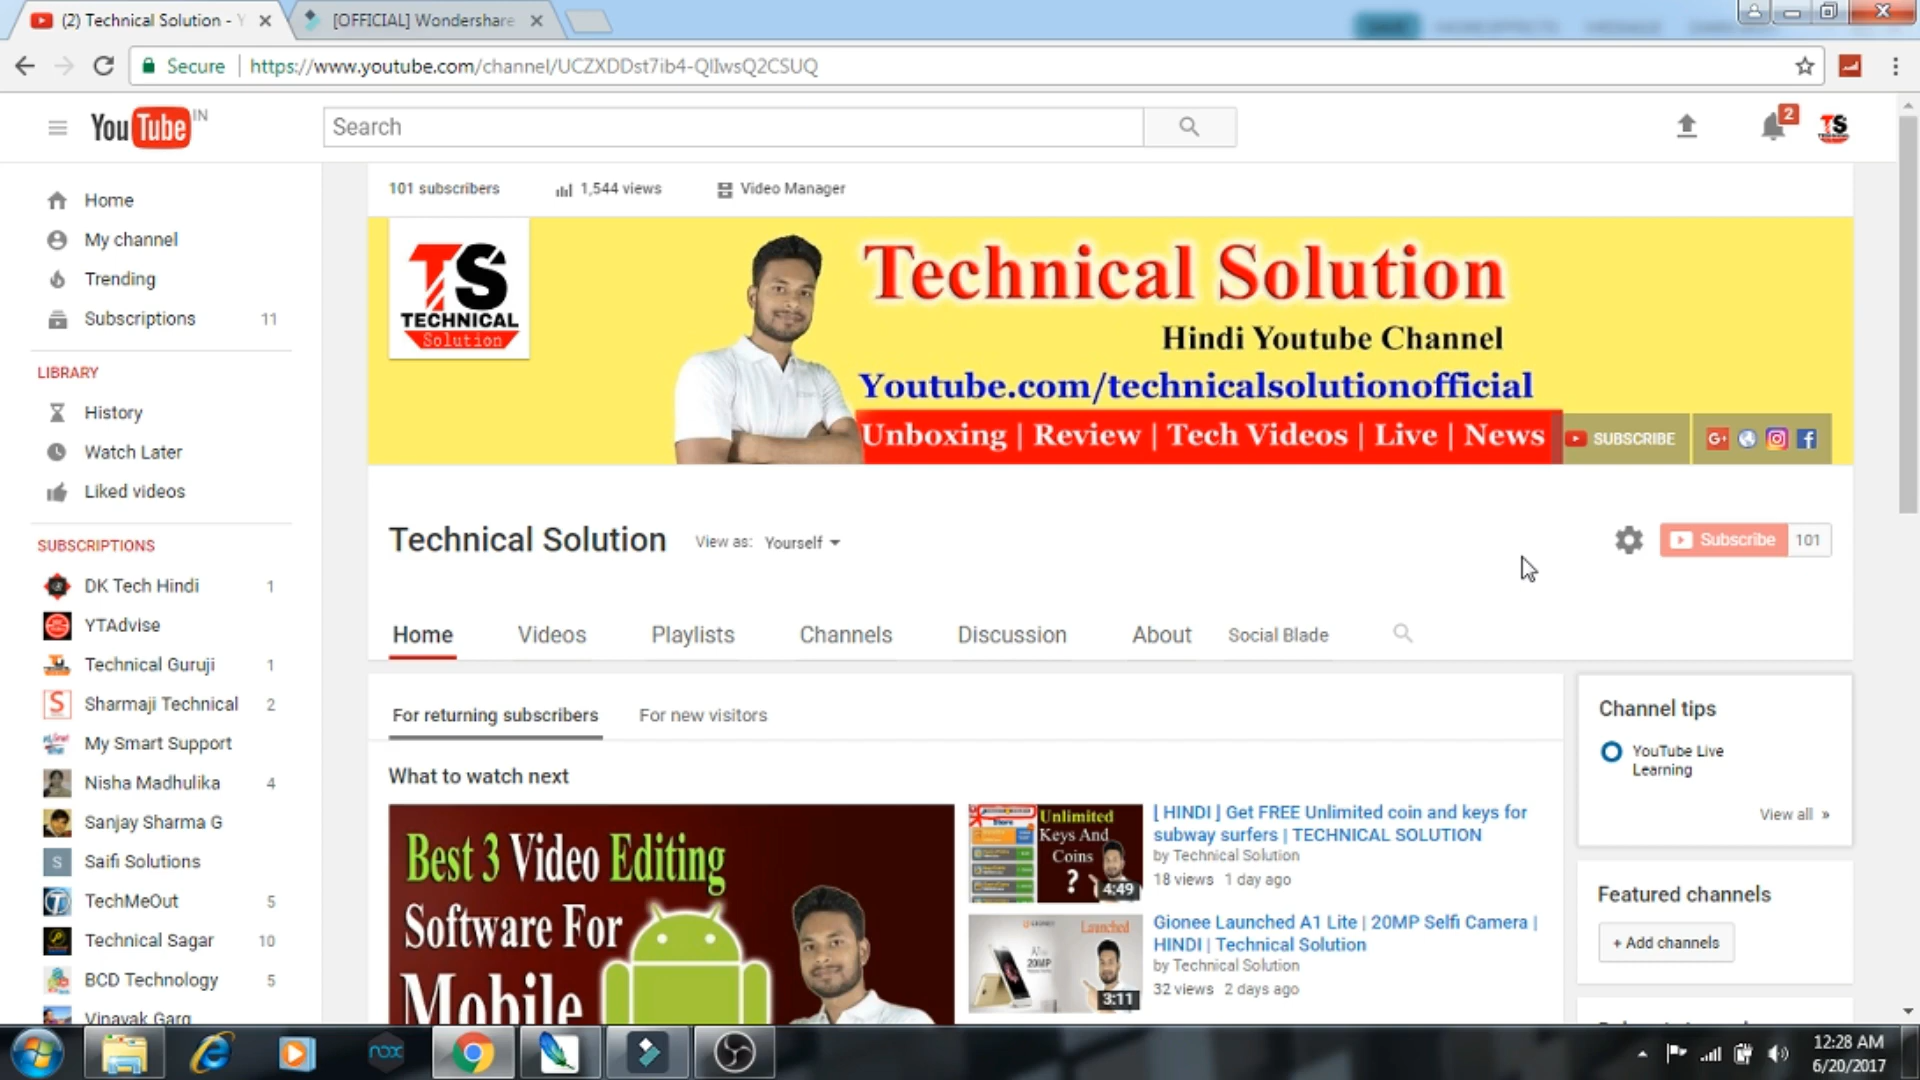 (2) Technical Solution - Y
[OFFICIAL] Wondershare
Secure
https://www.youtube.com/channel/UCZXDDst7ib4-QlIwsQ2CSUQ
YouTube IN
Search
2
TS
101 subscribers
1,544 views
Video Manager
Home
My channel
Trending
Subscriptions 11
LIBRARY
History
Watch Later
Liked videos
SUBSCRIPTIONS
DK Tech Hindi 1
YTAdvise
Technical Guruji 1
Sharmaji Technical 2
My Smart Support
Nisha Madhulika 4
Sanjay Sharma G
S Saifi Solutions
TechMeOut 5
Technical Sagar 10
BCD Technology 5
Vinayak Garg
TS
TECHNICAL
Solution
Technical Solution
Hindi Youtube Channel
Youtube.com/technicalsolutionofficial
Unboxing | Review | Tech Videos | Live | News
SUBSCRIBE
G+
Technical Solution
View as: Yourself
Subscribe 101
Home
Videos
Playlists
Channels
Discussion
About
Social Blade
For returning subscribers
For new visitors
What to watch next
Best 3 Video Editing
Software For
Mobile
Unlimited
Keys And
Coins
?
4:49
[ HINDI ] Get FREE Unlimited coin and keys for
subway surfers | TECHNICAL SOLUTION
by Technical Solution
18 views 1 day ago
GIONEE
Launched
20MP
3:11
Gionee Launched A1 Lite | 20MP Selfi Camera |
HINDI | Technical Solution
by Technical Solution
32 views 2 days ago
Channel tips
YouTube Live
Learning
View all »
Featured channels
+ Add channels
nox
12:28 AM
6/20/2017